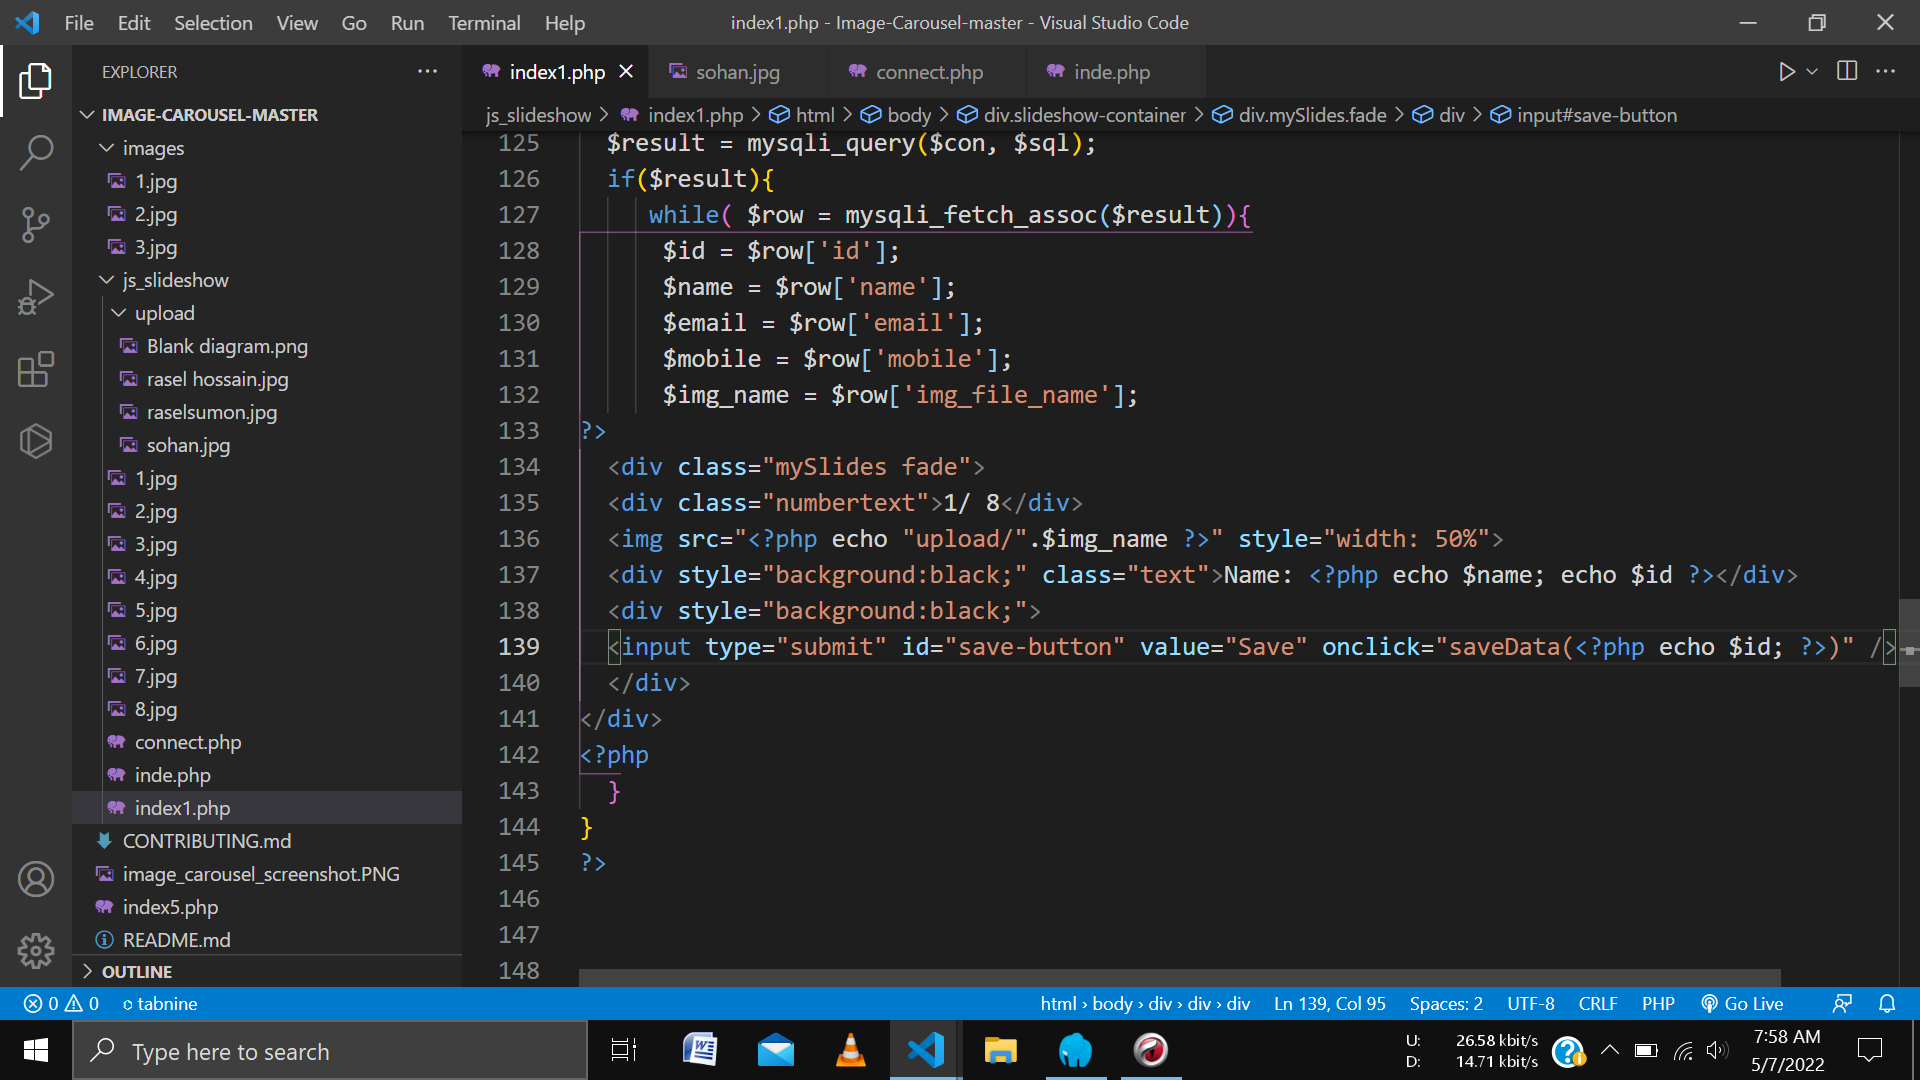 File Edit Selection View Go Run Terminal Help
index1.php - Image-Carousel-master - Visual Studio Code
EXPLORER
index1.php
sohan.jpg
connect.php
inde.php
js_slideshow > index1.php > html > body > div.slideshow-container > div.mySlides.fade > div > input#save-button
IMAGE-CAROUSEL-MASTER
images
1.jpg
2.jpg
3.jpg
js_slideshow
upload
Blank diagram.png
rasel hossain.jpg
raselsumon.jpg
sohan.jpg
1.jpg
2.jpg
3.jpg
4.jpg
5.jpg
6.jpg
7.jpg
8.jpg
connect.php
inde.php
index1.php
CONTRIBUTING.md
image_carousel_screenshot.PNG
index5.php
README.md
OUTLINE
125 $result = mysqli_query($con, $sql);
126 if($result){
127 while( $row = mysqli_fetch_assoc($result)){
128 $id = $row['id'];
129 $name = $row['name'];
130 $email = $row['email'];
131 $mobile = $row['mobile'];
132 $img_name = $row['img_file_name'];
133 ?>
134 <div class="mySlides fade">
135 <div class="numbertext">1/ 8</div>
136 <img src="<?php echo "upload/".$img_name ?>" style="width: 50%">
137 <div style="background:black;" class="text">Name: <?php echo $name; echo $id ?></div>
138 <div style="background:black;">
139 <input type="submit" id="save-button" value="Save" onclick="saveData(<?php echo $id; ?>)" />
140 </div>
141 </div>
142 <?php
143 }
144 }
145 ?>
146
147
148
0 0 tabnine
html › body › div › div › div Ln 139, Col 95 Spaces: 2 UTF-8 CRLF PHP Go Live
Type here to search
U: 26.58 kbit/s
D: 14.71 kbit/s
7:58 AM
5/7/2022